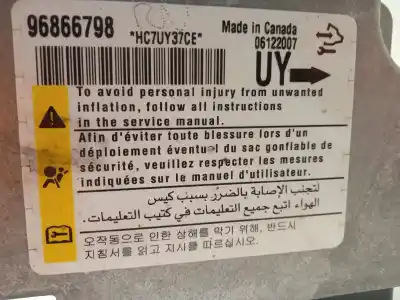 96866798
*HC7UY37CE*
Made in Canada
06122007
UY
To avoid personal injury from unwanted
inflation, follow all instructions
in the service manual.
Afin d'éviter toute blessure lors d'un
déploiement éventu l du sac gonflable de
sécurité, veuillez respecter les mesures
indiquées sur le manuel d'utilisateur.
لتجنب الإصابة بالضرر بسبب كيس
الهواء اتبع جميع التعليمات في كتيب التعليمات.
오작동으로 인한 상해를 막기 위해, 반드시
지침서를 읽고 지시를 따르십시오.